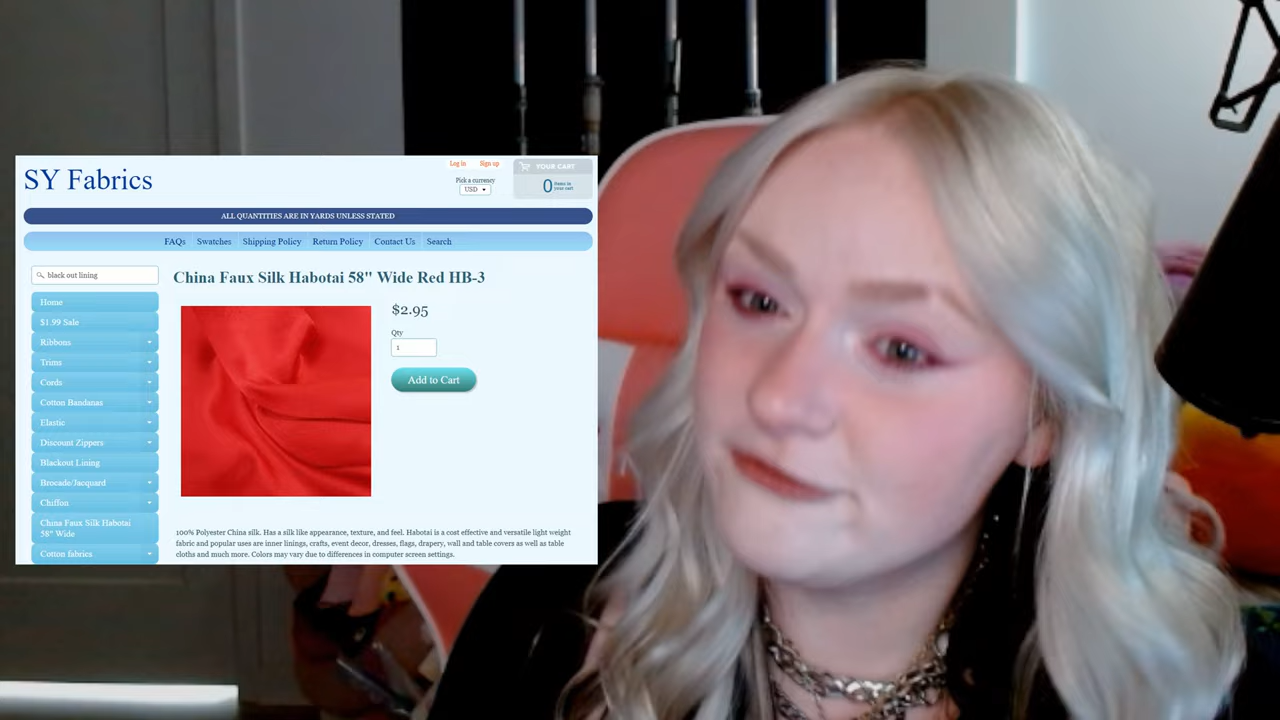 Log in Sign up
YOUR CART
SY Fabrics
Pick a currency
USD
0 items in your cart
ALL QUANTITIES ARE IN YARDS UNLESS STATED
FAQs Swatches Shipping Policy Return Policy Contact Us Search
black out lining
China Faux Silk Habotai 58" Wide Red HB-3
Home
$1.99 Sale
Ribbons
Trims
Cords
Cotton Bandanas
Elastic
Discount Zippers
Blackout Lining
Brocade/Jacquard
Chiffon
China Faux Silk Habotai
58" Wide
Cotton fabrics
$2.95
Qty
1
Add to Cart
100% Polyester China silk. Has a silk like appearance, texture, and feel. Habotai is a cost effective and versatile light weight
fabric and popular uses are inner linings, crafts, event decor, dresses, flags, drapery, wall and table covers as well as table
cloths and much more. Colors may vary due to differences in computer screen settings.